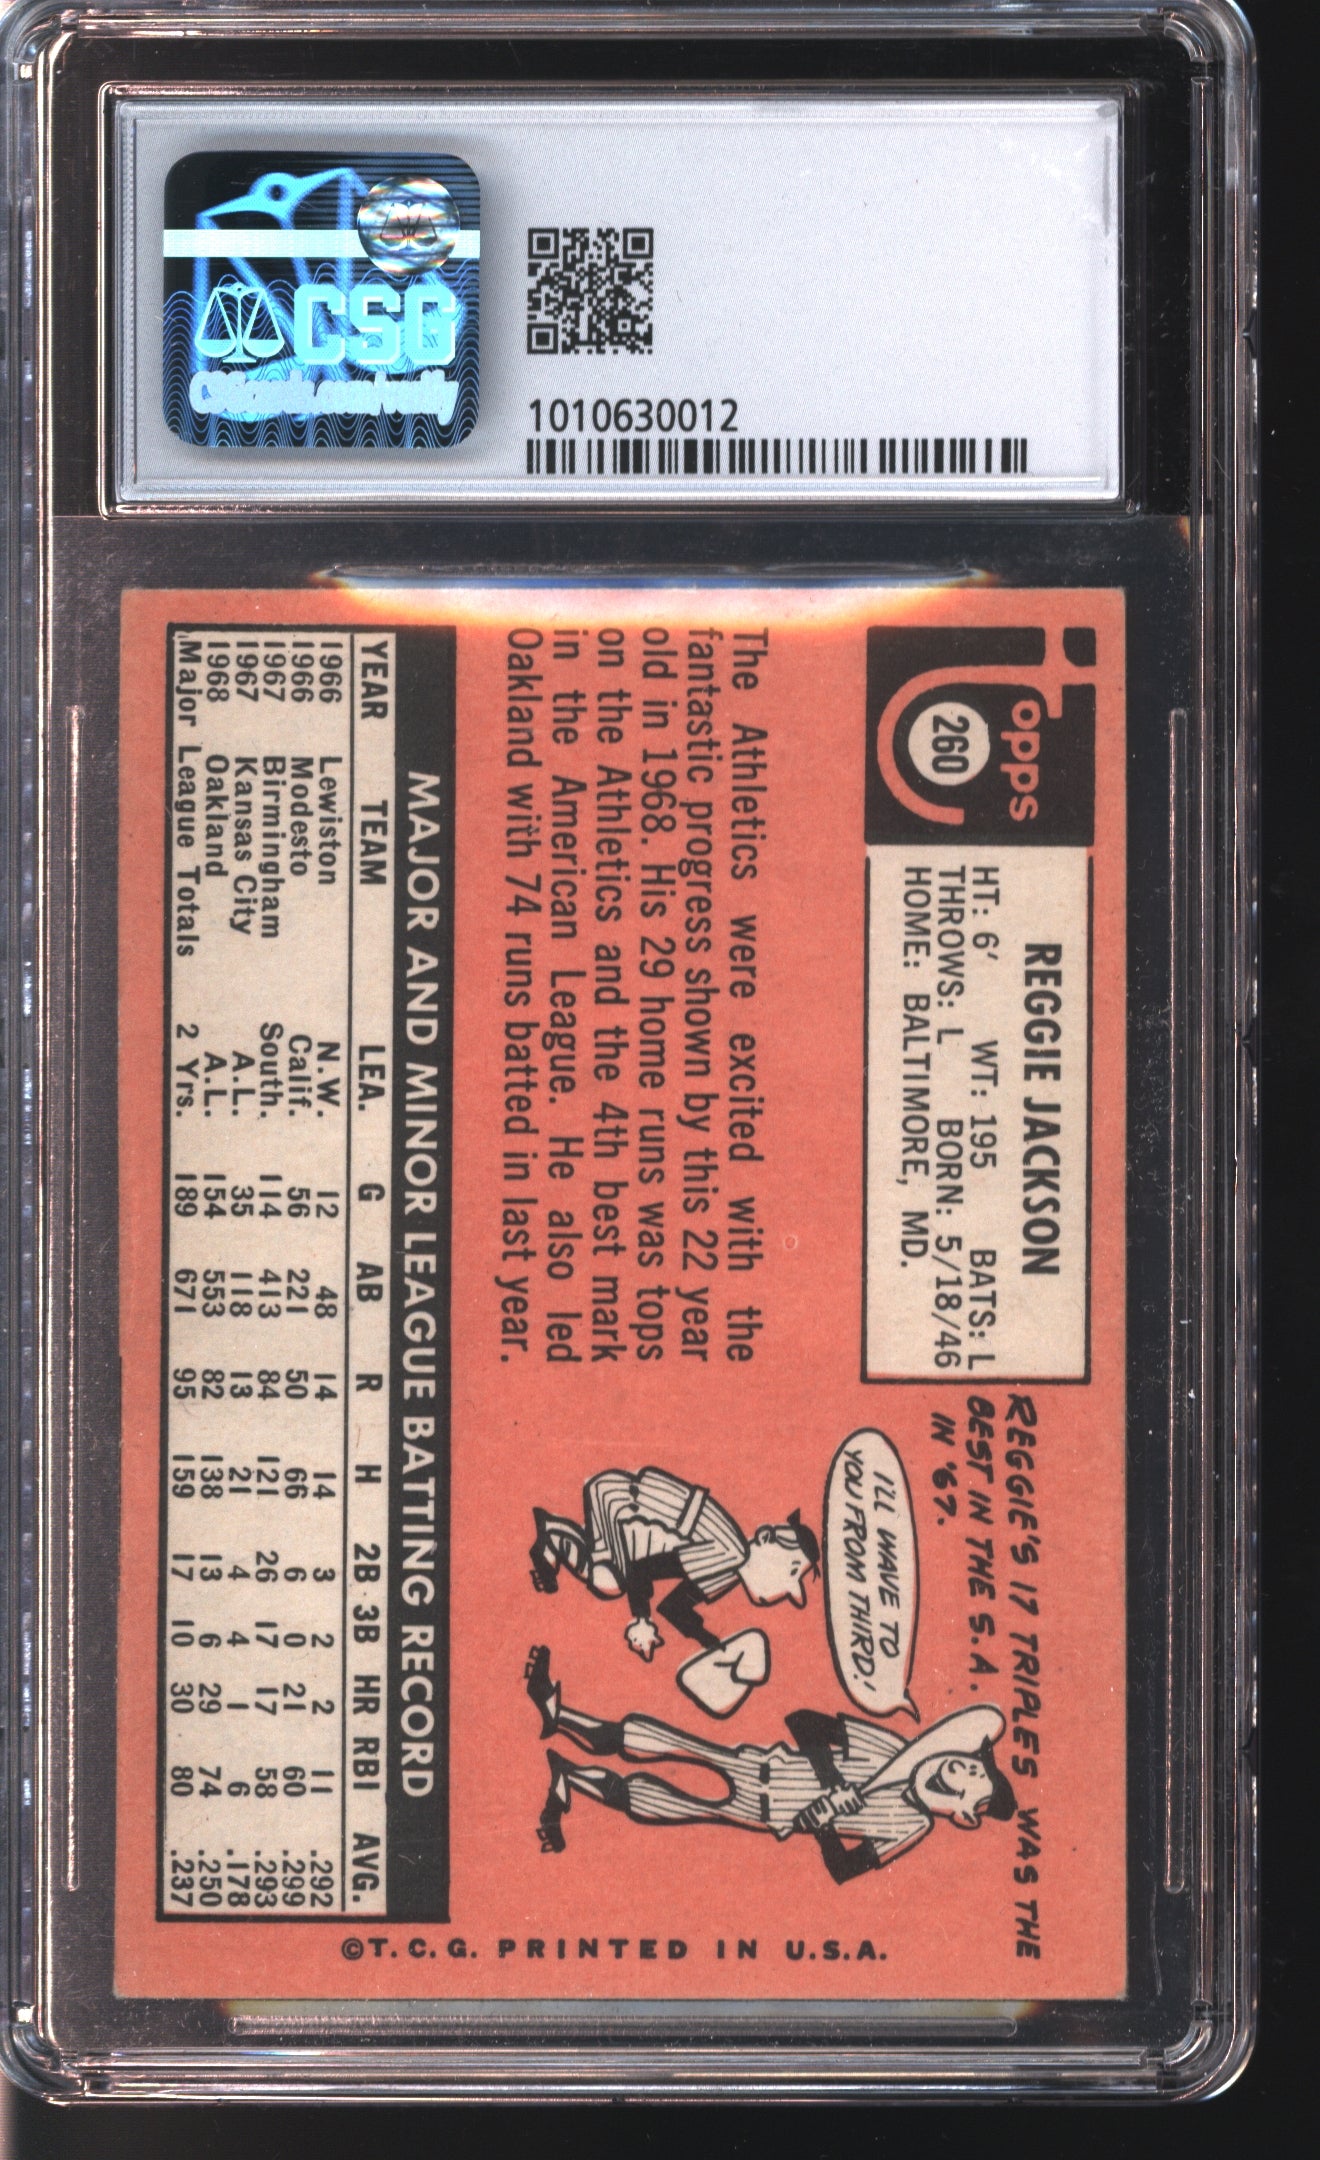 CSG
1010630012
Topps
260
REGGIE JACKSON
HT: 6' WT: 195 BATS: L
THROWS: L BORN: 5/18/46
HOME: BALTIMORE, MD.
REGGIE'S 17 TRIPLES WAS THE
BEST IN THE S.A.
IN '67.
I'LL WAVE TO
YOU FROM THIRD!
The Athletics were excited with the
fantastic progress shown by this 22 year
old in 1968. His 29 home runs was tops
on the Athletics and the 4th best mark
in the American League. He also led
Oakland with 74 runs batted in last year.
MAJOR AND MINOR LEAGUE BATTING RECORD
YEAR TEAM LEA. G AB R H 2B 3B HR RBI AVG.
1966 Lewiston N.W. 12 48 14 14 3 2 2 11 .292
1966 Modesto Calif. 56 221 50 66 6 0 21 60 .299
1967 Birmingham South. 114 413 84 121 26 17 17 58 .293
1967 Kansas City A.L. 35 118 13 21 4 4 1 6 .178
1968 Oakland A.L. 154 553 82 138 13 6 29 74 .250
Major League Totals 2 Yrs. 189 671 95 159 17 10 30 80 .237
©T.C.G. PRINTED IN U.S.A.